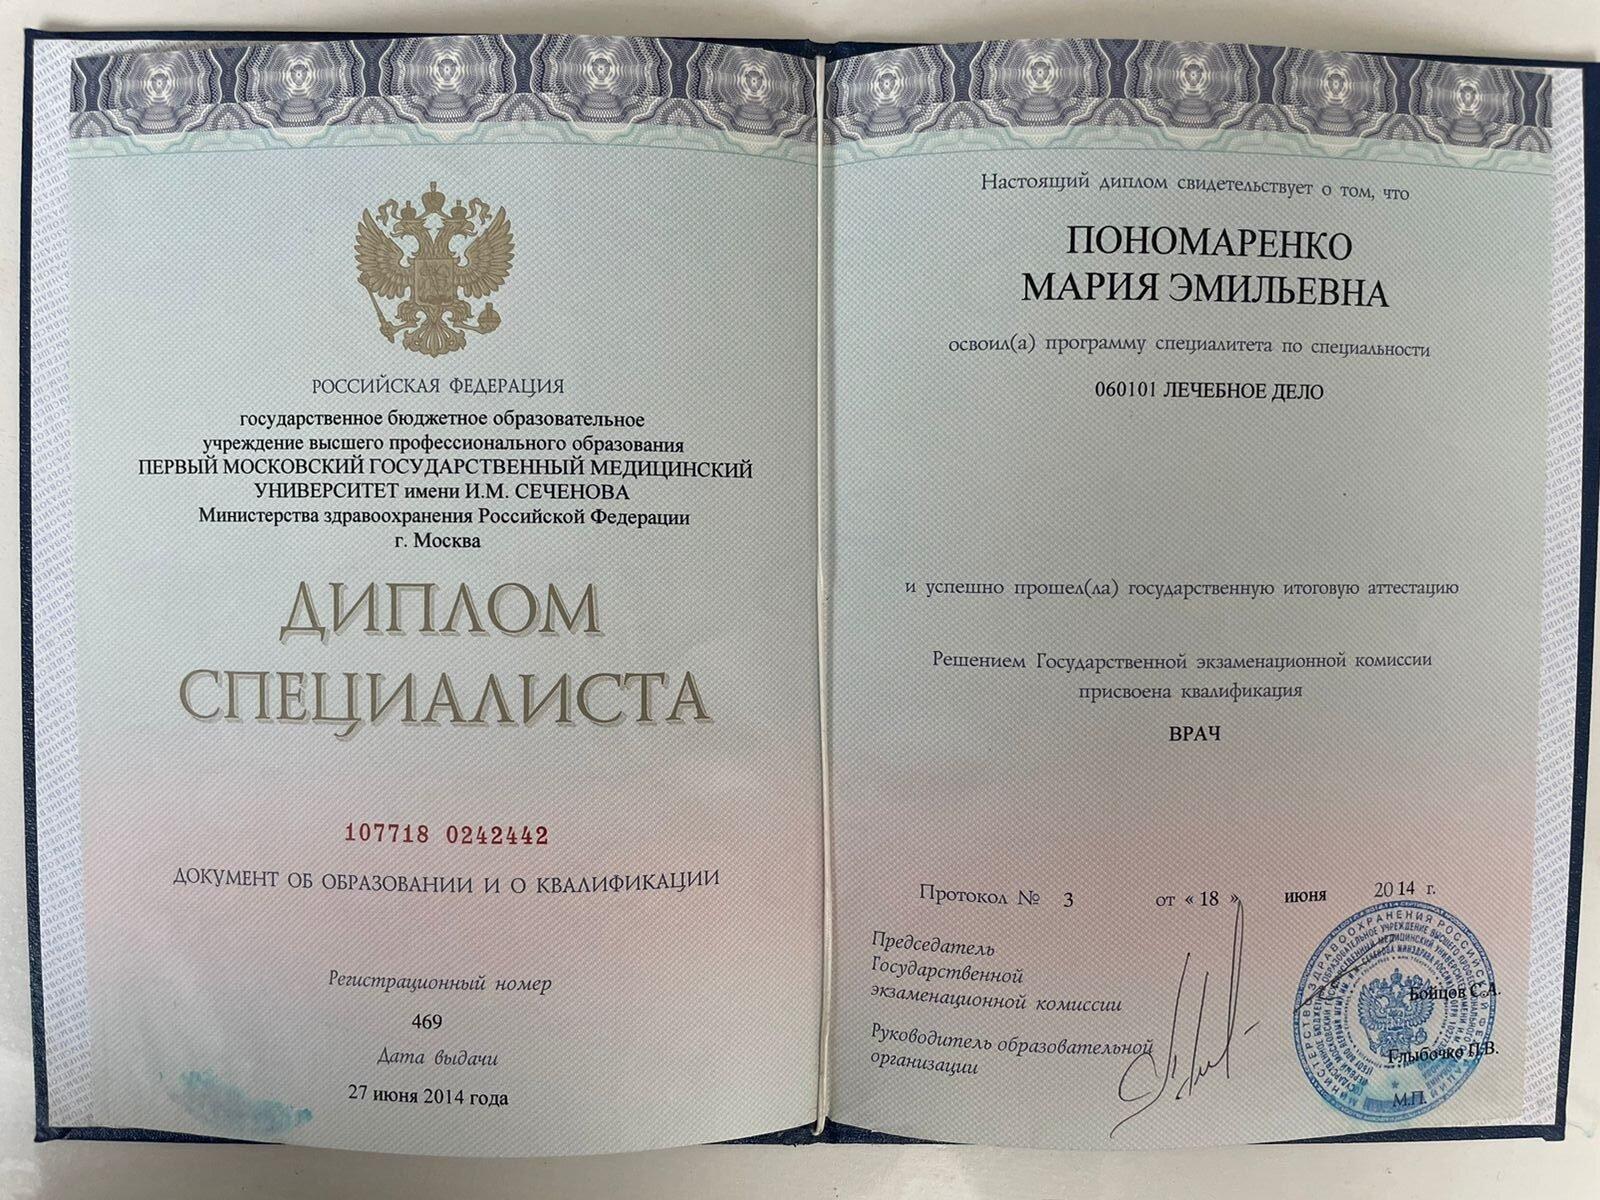 РОССИЙСКАЯ ФЕДЕРАЦИЯ
государственное бюджетное образовательное
учреждение высшего профессионального образования
ПЕРВЫЙ МОСКОВСКИЙ ГОСУДАРСТВЕННЫЙ МЕДИЦИНСКИЙ
УНИВЕРСИТЕТ имени И.М. СЕЧЕНОВА
Министерства здравоохранения Российской Федерации
г. Москва
ДИПЛОМ
СПЕЦИАЛИСТА
107718 0242442
ДОКУМЕНТ ОБ ОБРАЗОВАНИИ И О КВАЛИФИКАЦИИ
Регистрационный номер
469
Дата выдачи
27 июня 2014 года
Настоящий диплом свидетельствует о том, что
ПОНОМАРЕНКО
МАРИЯ ЭМИЛЬЕВНА
освоил(а) программу специалитета по специальности
060101 ЛЕЧЕБНОЕ ДЕЛО
и успешно прошел(ла) государственную итоговую аттестацию
Решением Государственной экзаменационной комиссии
присвоена квалификация
ВРАЧ
Протокол № 3 от « 18 » июня 2014 г.
Председатель
Государственной
экзаменационной комиссии
Бойцов С.А.
Руководитель образовательной
организации
Глыбочко П.В.
М.П.